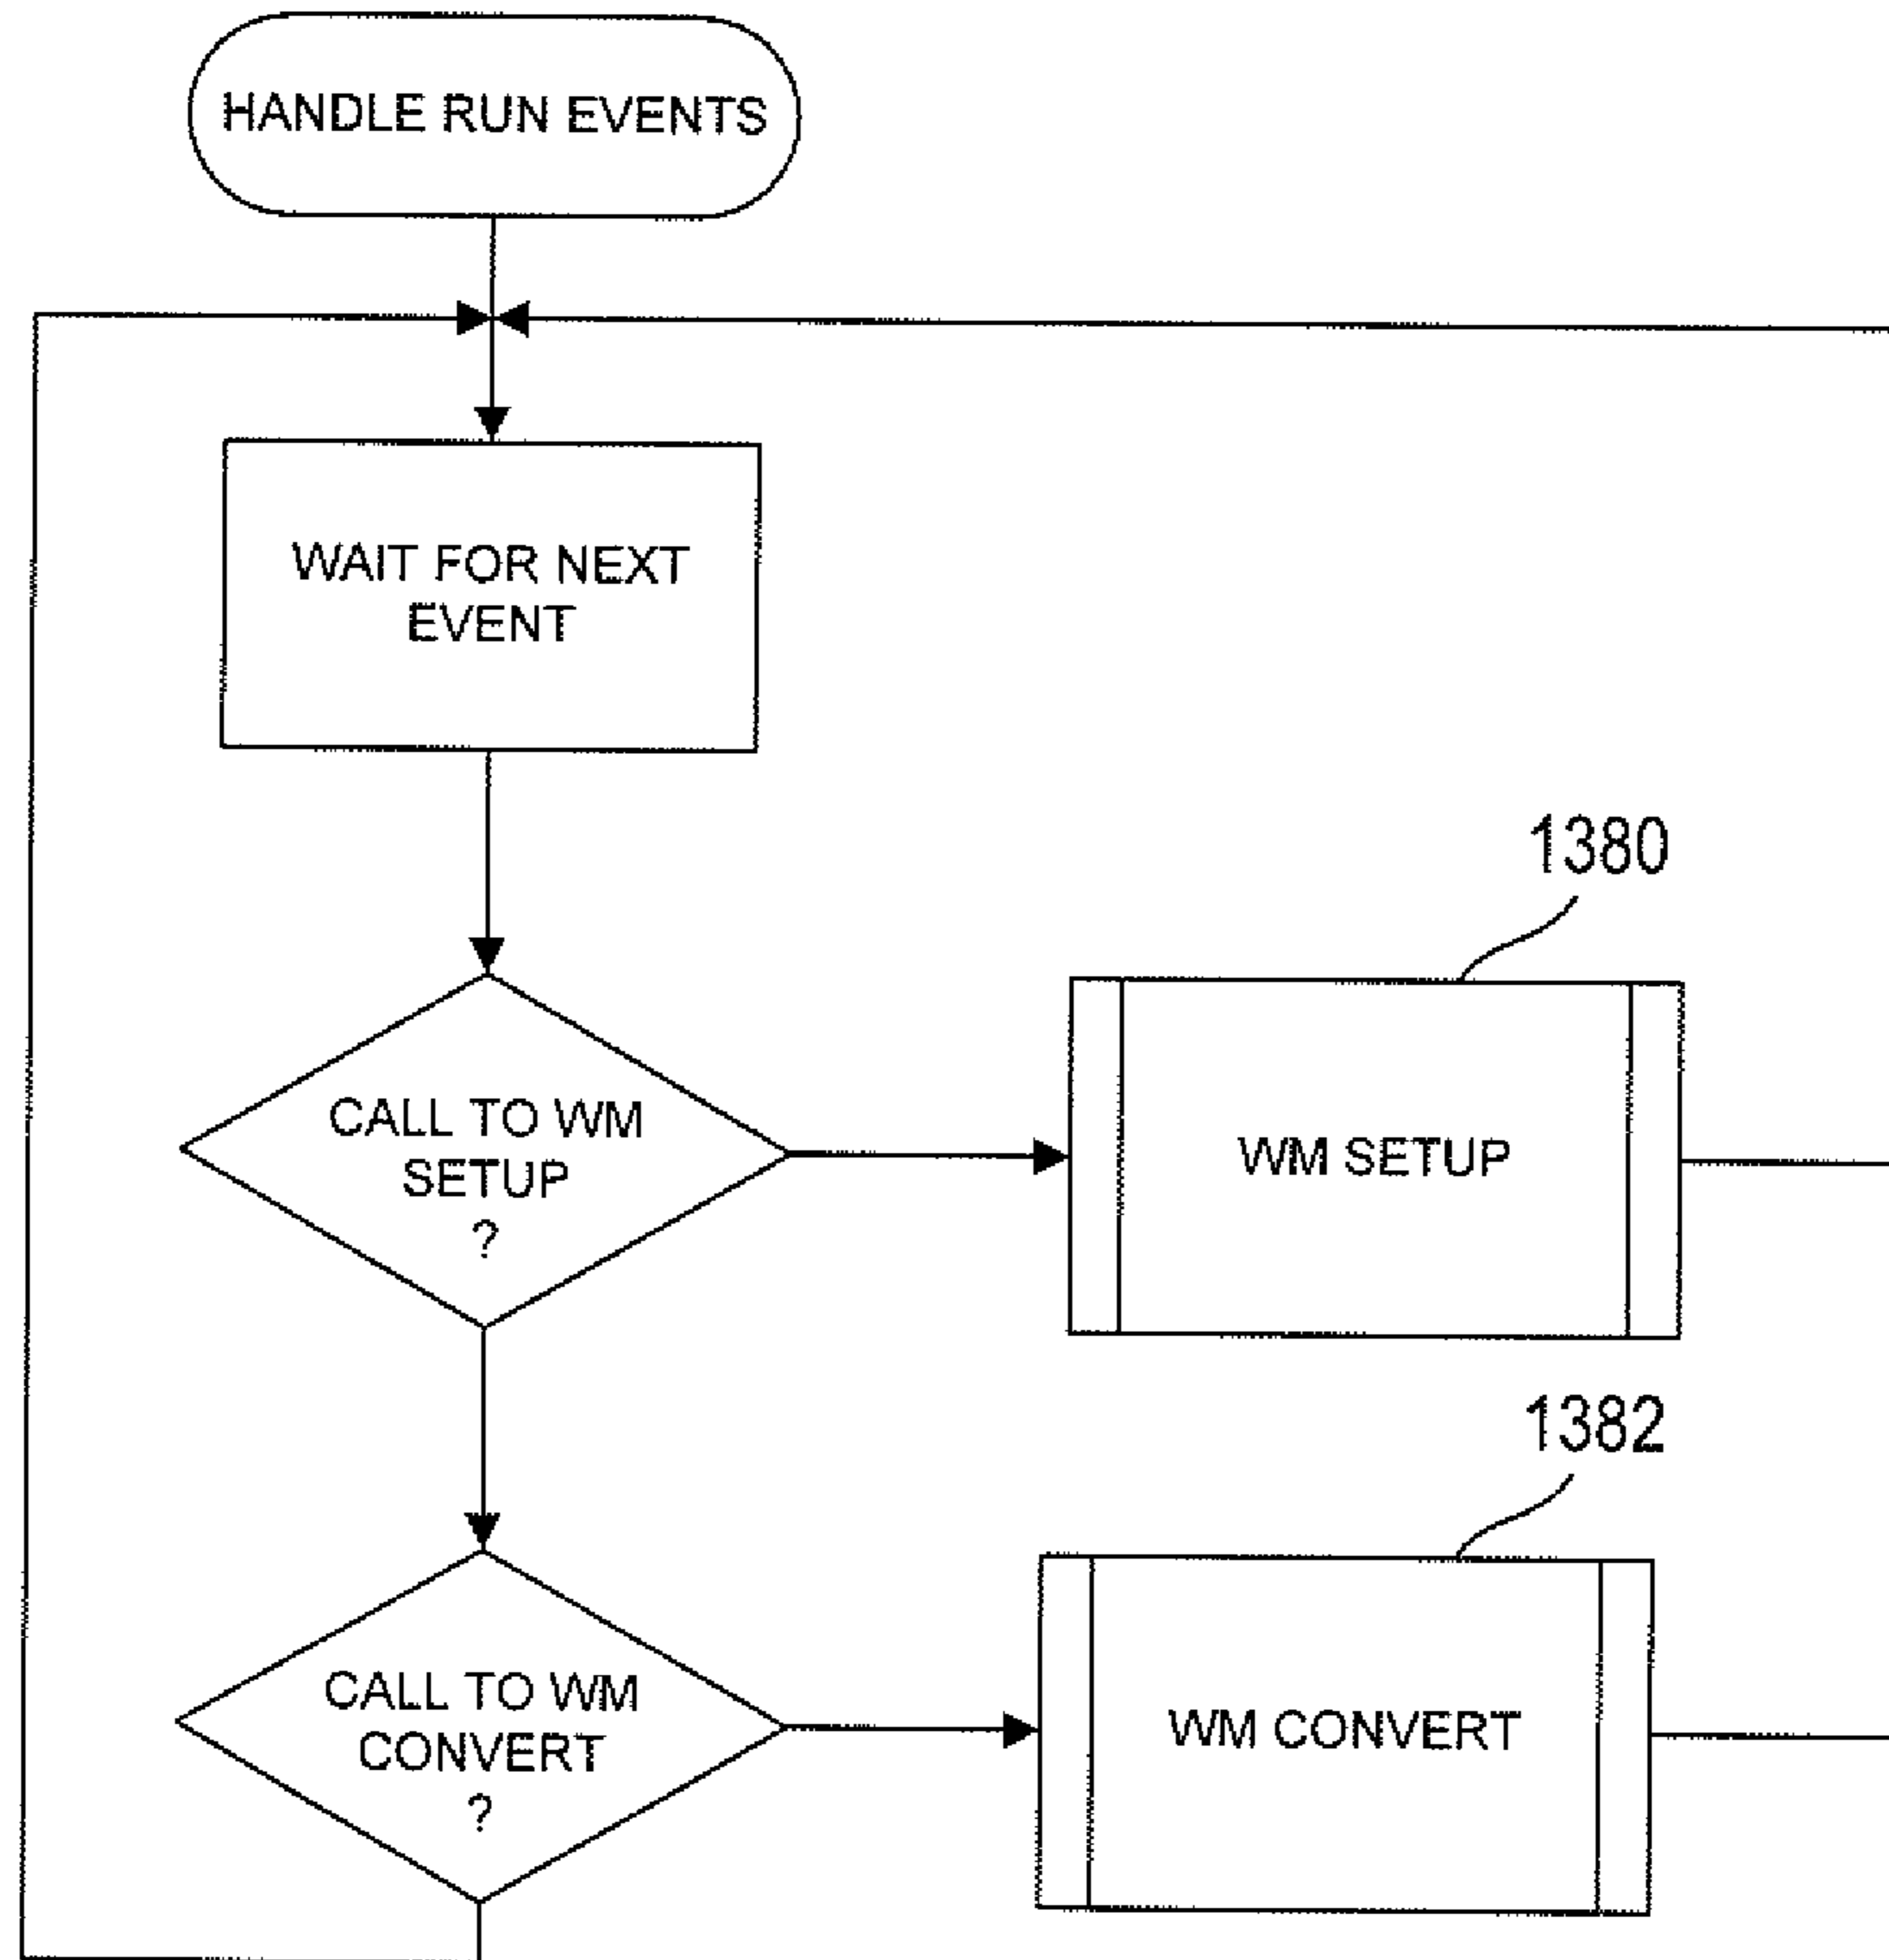 HANDLE RUN EVENTS
WAIT FOR NEXT
EVENT
1380
CALL TO WM
SETUP
?
WM SETUP
1382
CALL TO WM
CONVERT
?
WM CONVERT